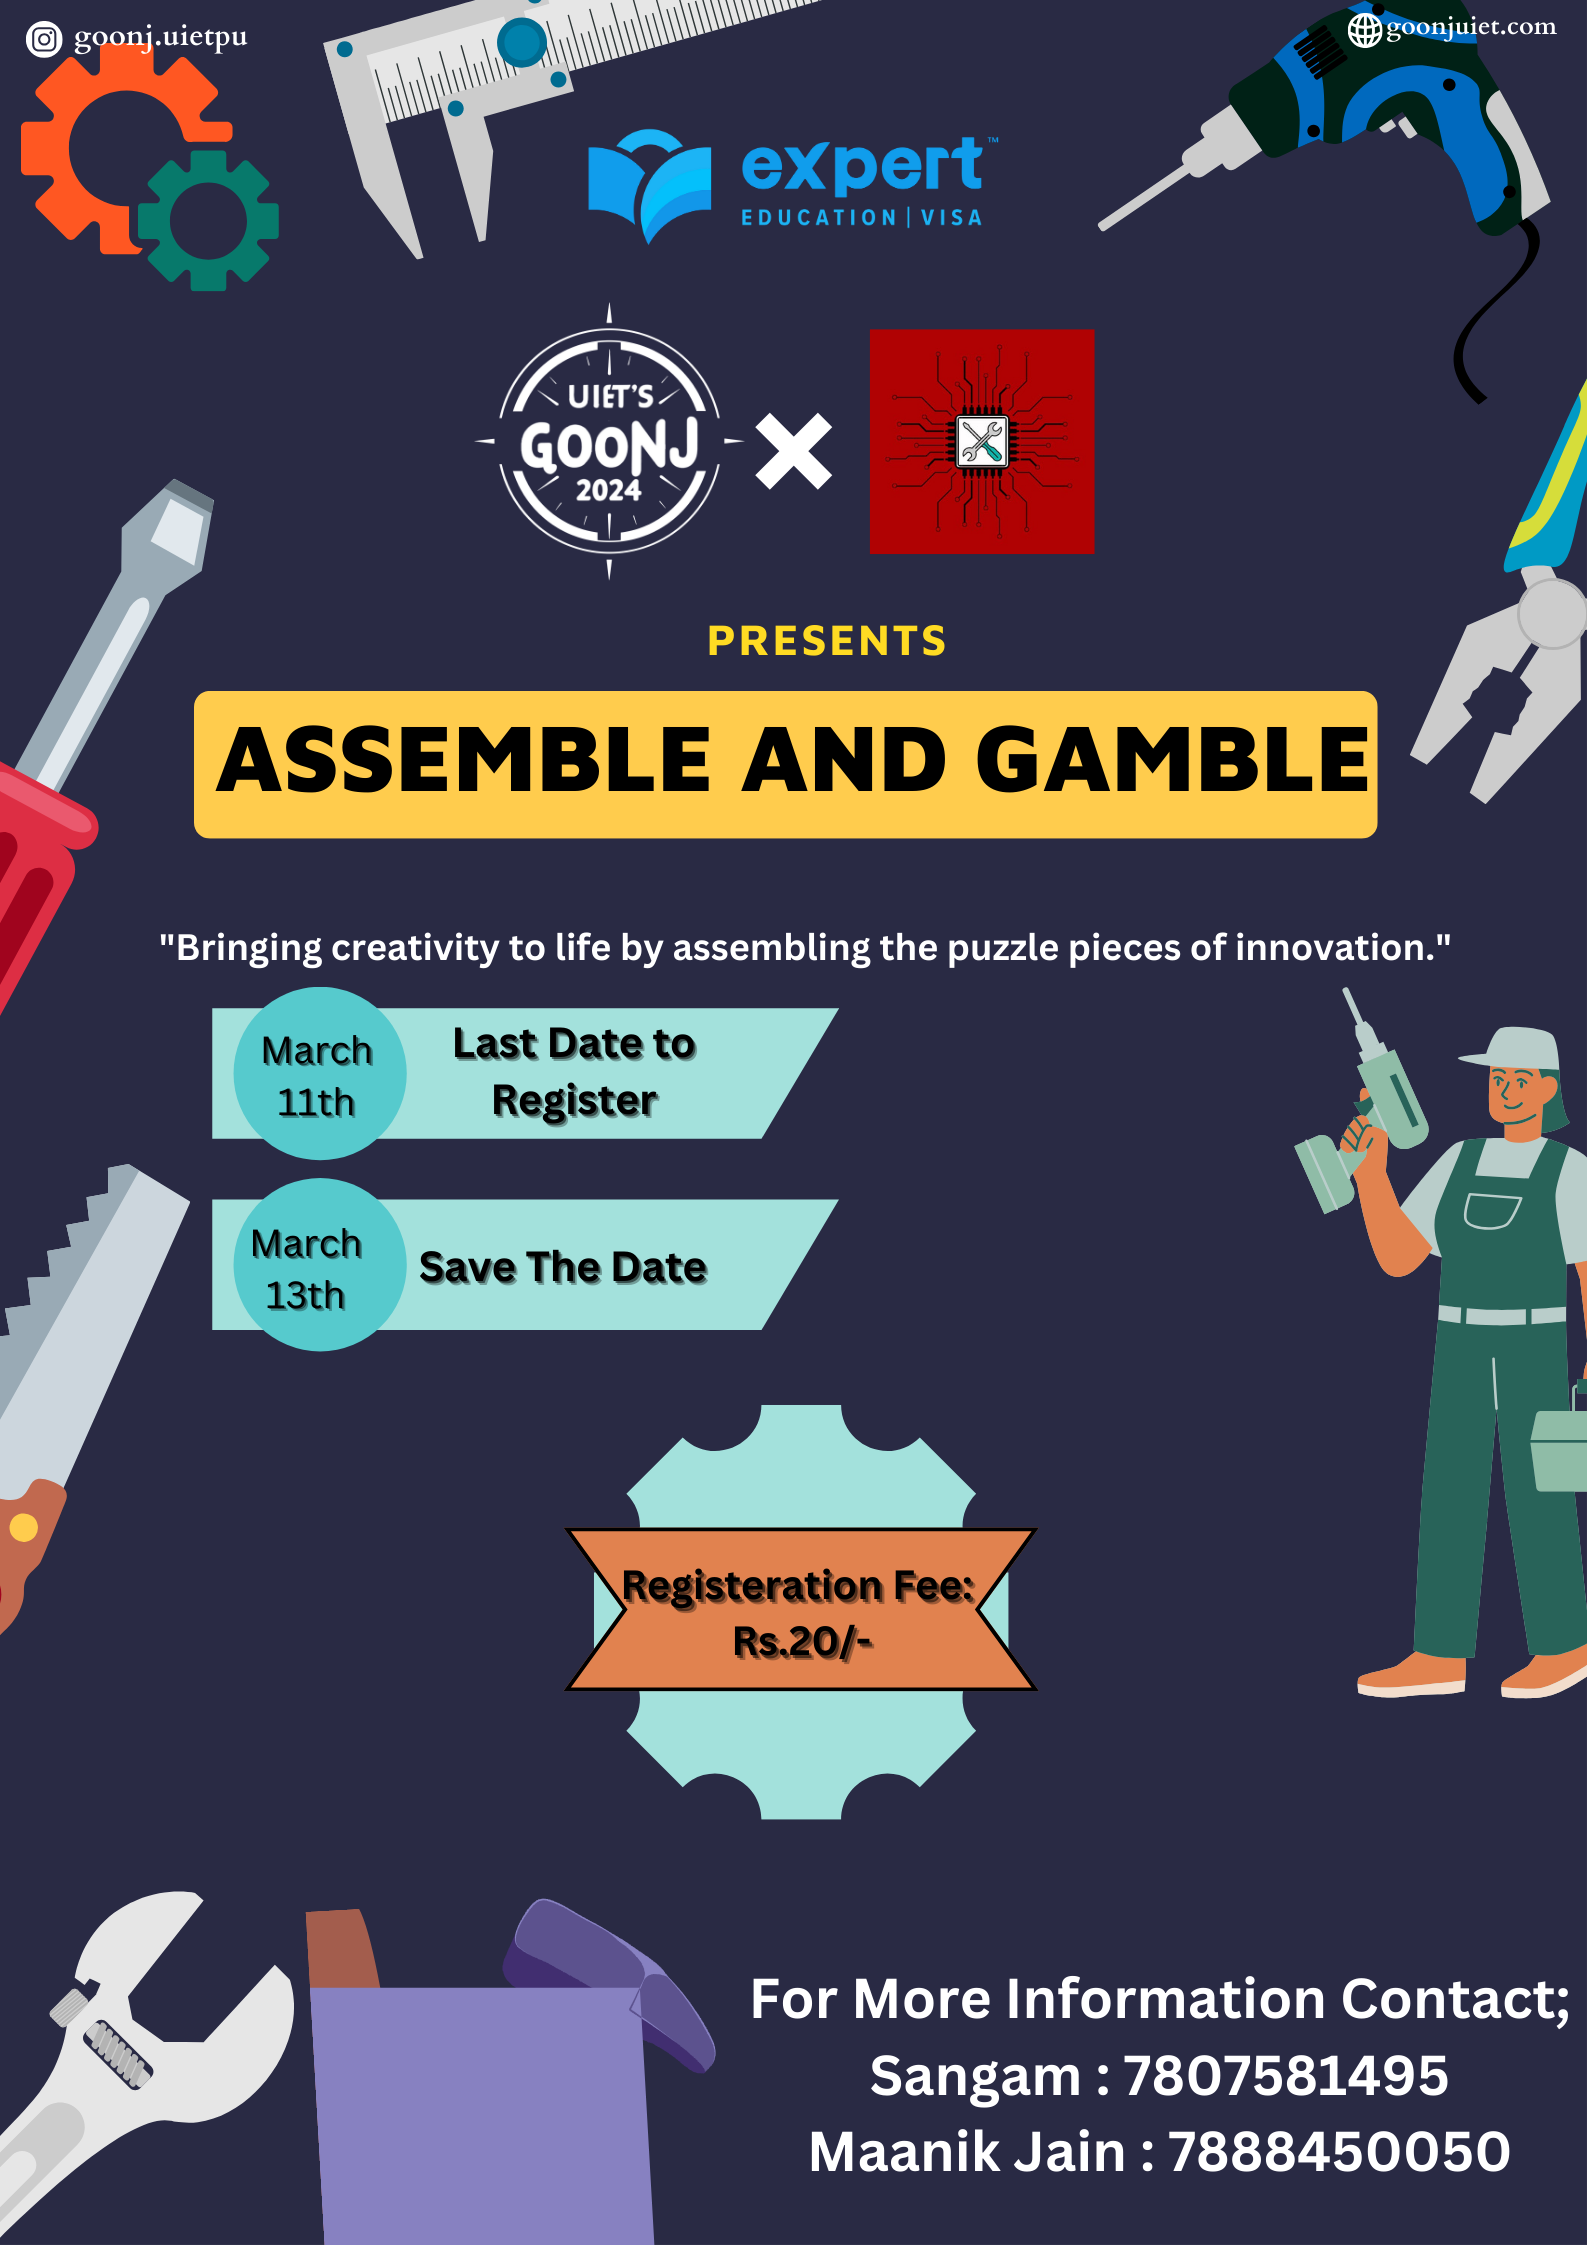 goonj.uietpu
goonjuiet.com
expert™
EDUCATION | VISA
UIET'S
GOONJ
2024
PRESENTS
ASSEMBLE AND GAMBLE
"Bringing creativity to life by assembling the puzzle pieces of innovation."
March
11th
Last Date to
Register
March
13th
Save The Date
Registeration Fee:
Rs.20/-
For More Information Contact;
Sangam : 7807581495
Maanik Jain : 7888450050